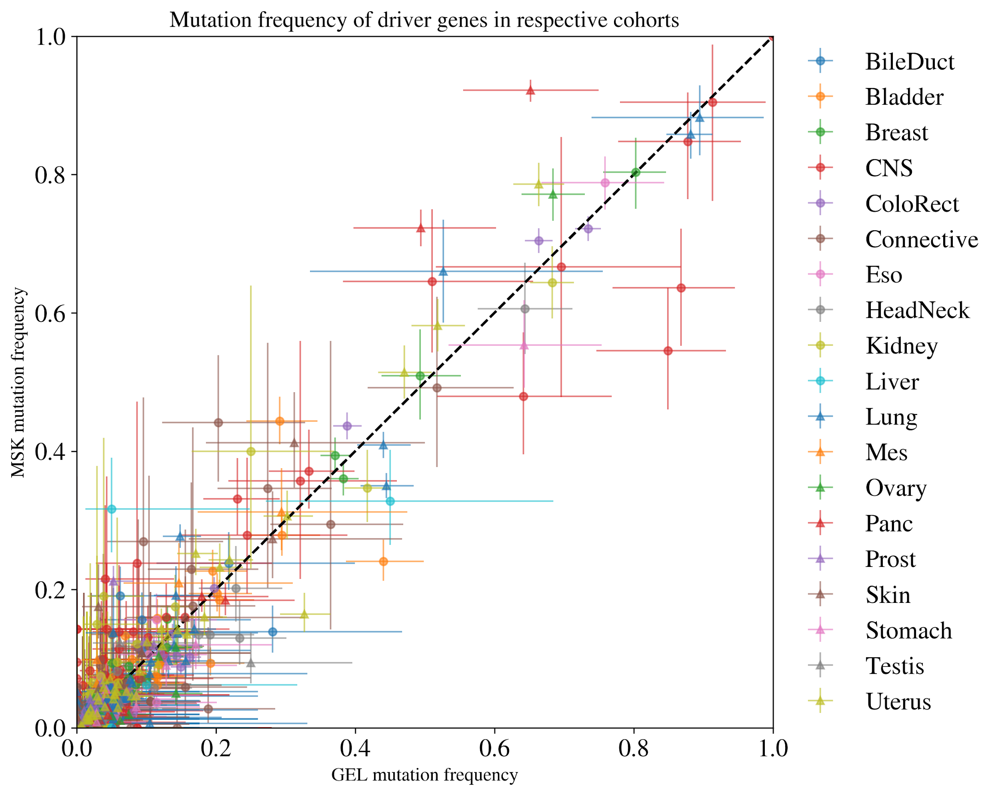 Mutation frequency of driver genes in respective cohorts
1.0
0.8
0.6
0.4
0.2
0.0
MSK mutation frequency
0.0 0.2 0.4 0.6 0.8 1.0
GEL mutation frequency
BileDuct
Bladder
Breast
CNS
ColoRect
Connective
Eso
HeadNeck
Kidney
Liver
Lung
Mes
Ovary
Panc
Prost
Skin
Stomach
Testis
Uterus